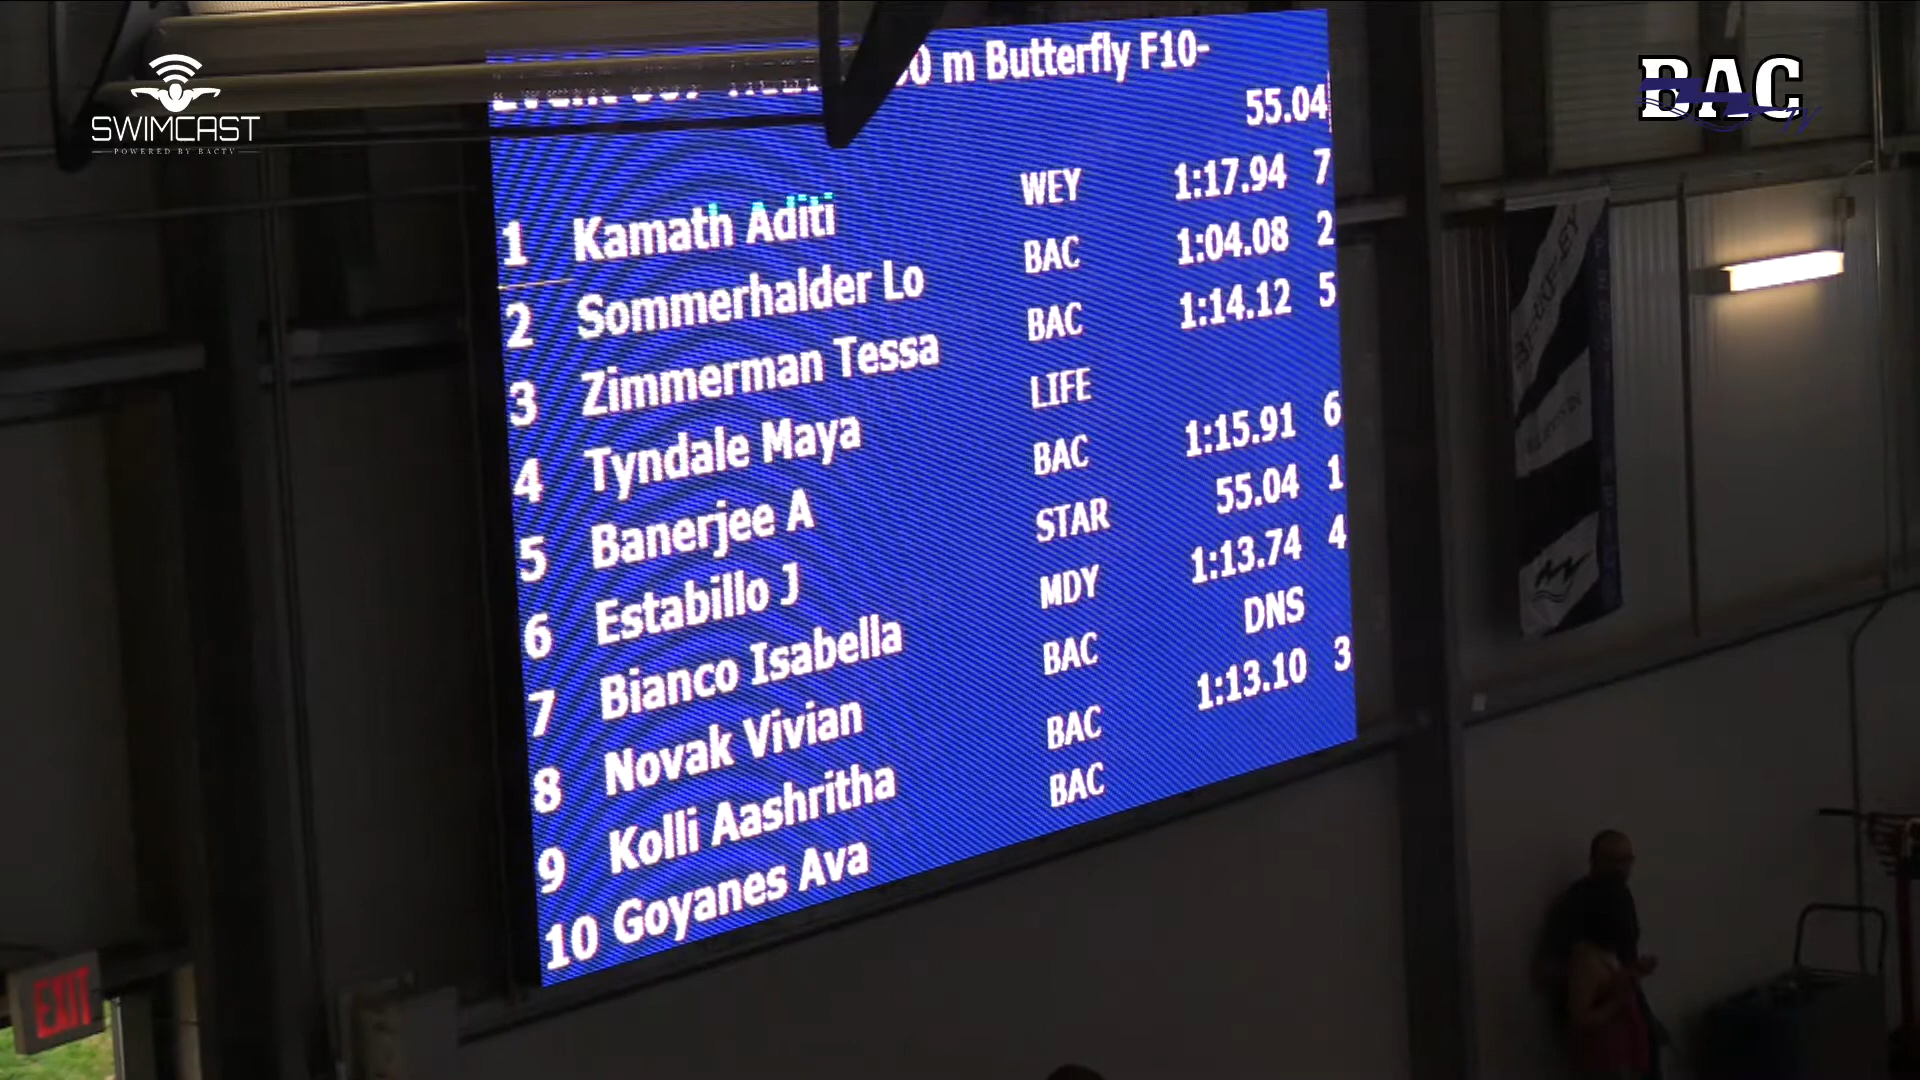 SWIMCAST
POWERED BY BACTV
BAC
m Butterfly F10-
55.04
1 Kamath Aditi WEY 1:17.94 7
2 Sommerhalder Lo BAC 1:04.08 2
3 Zimmerman Tessa BAC 1:14.12 5
4 Tyndale Maya LIFE
5 Banerjee A BAC 1:15.91 6
6 Estabillo J STAR 55.04 1
7 Bianco Isabella MDY 1:13.74 4
8 Novak Vivian BAC DNS
9 Kolli Aashritha BAC 1:13.10 3
10 Goyanes Ava BAC
EXIT